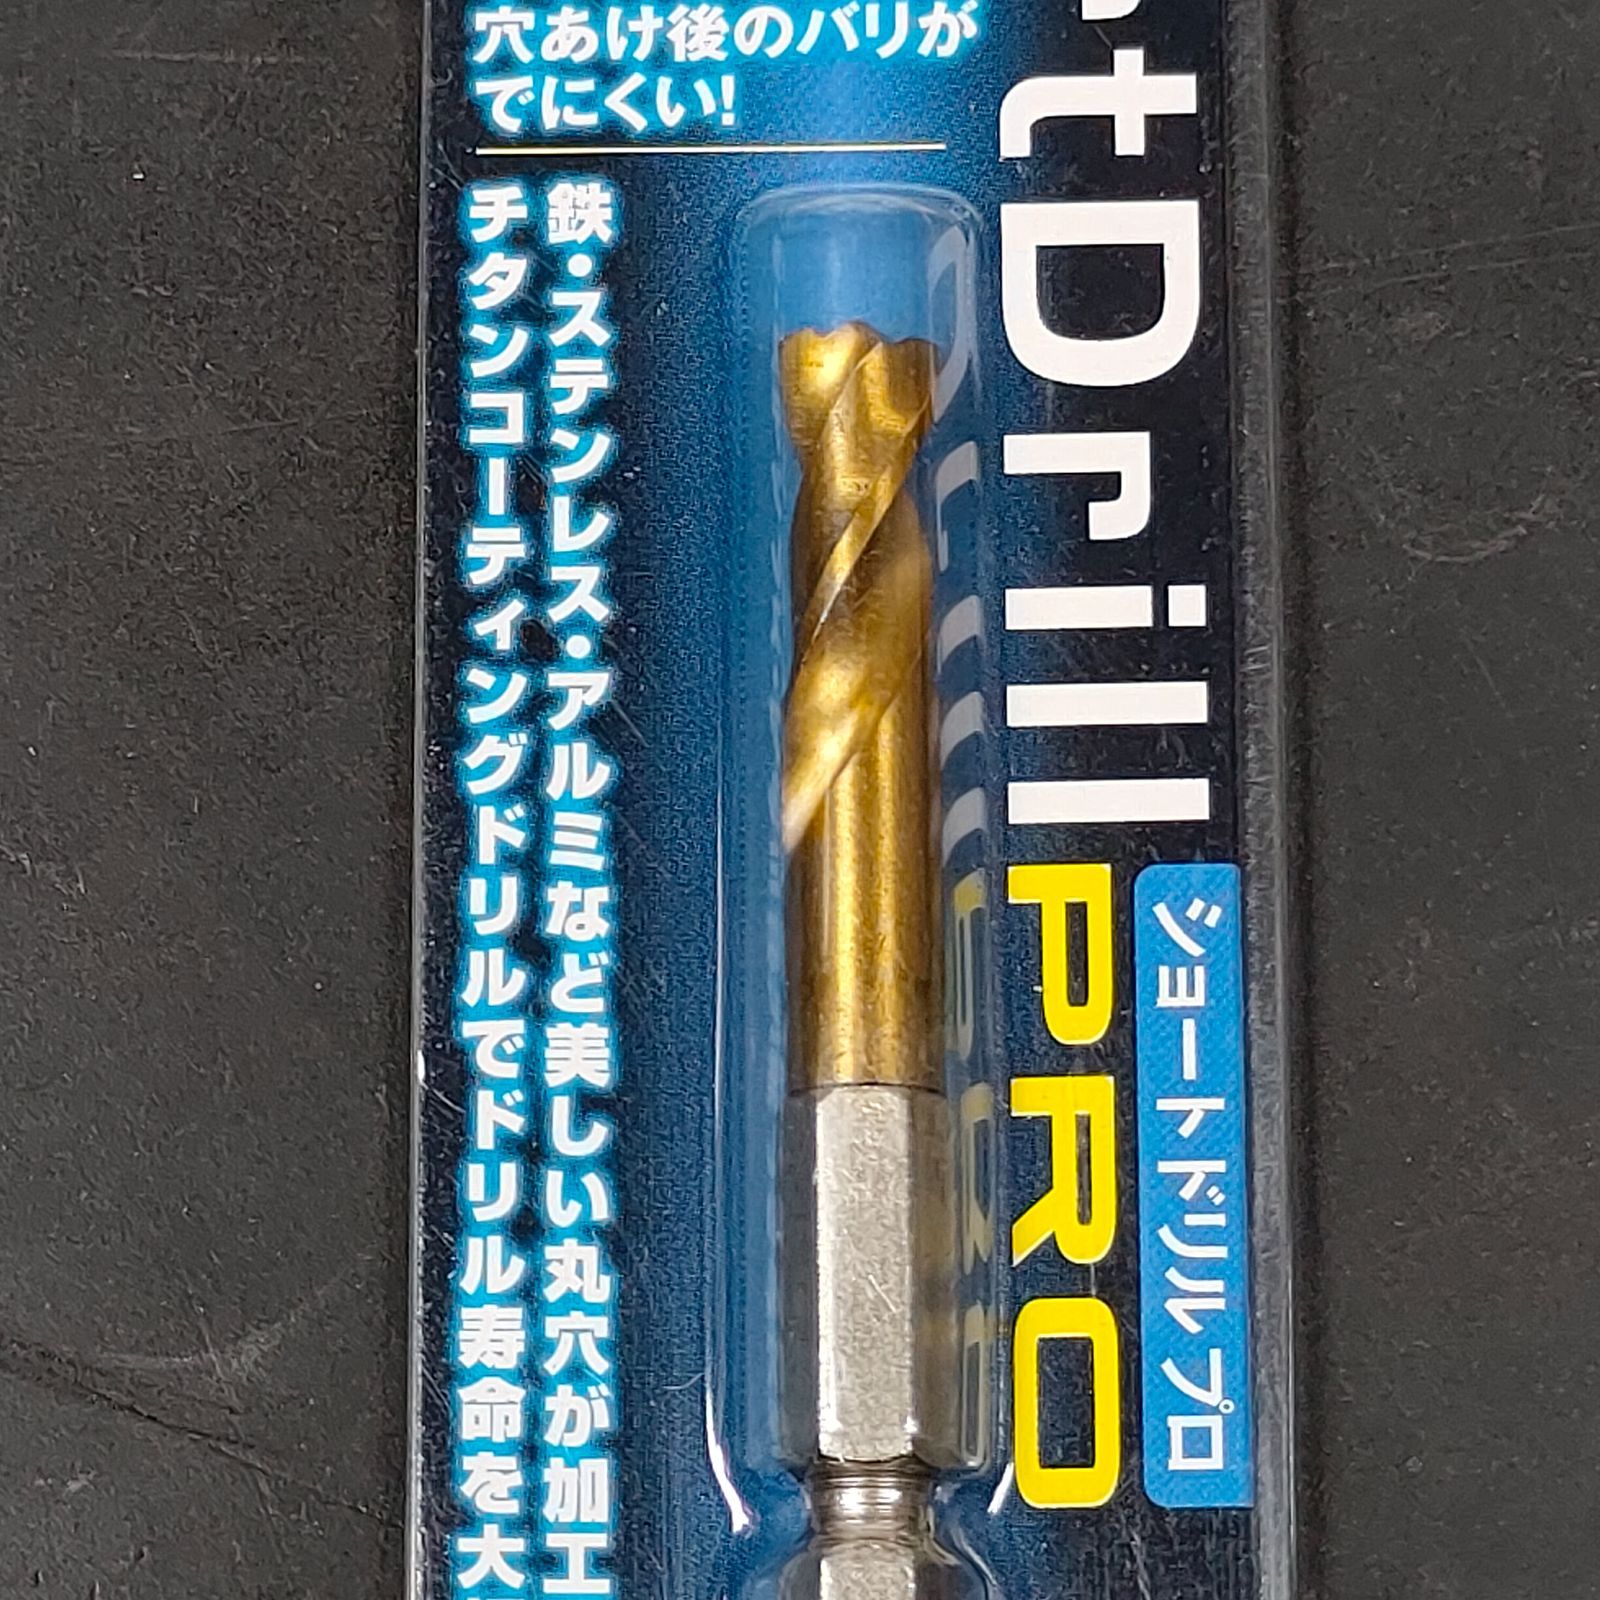 穴あけ後のバリが
でにくい!
鉄・ステンレス・アルミなど美しい丸穴が加工
チタンコーティングドリルでドリル寿命を大
tDrill PRO
ショートドリル プロ